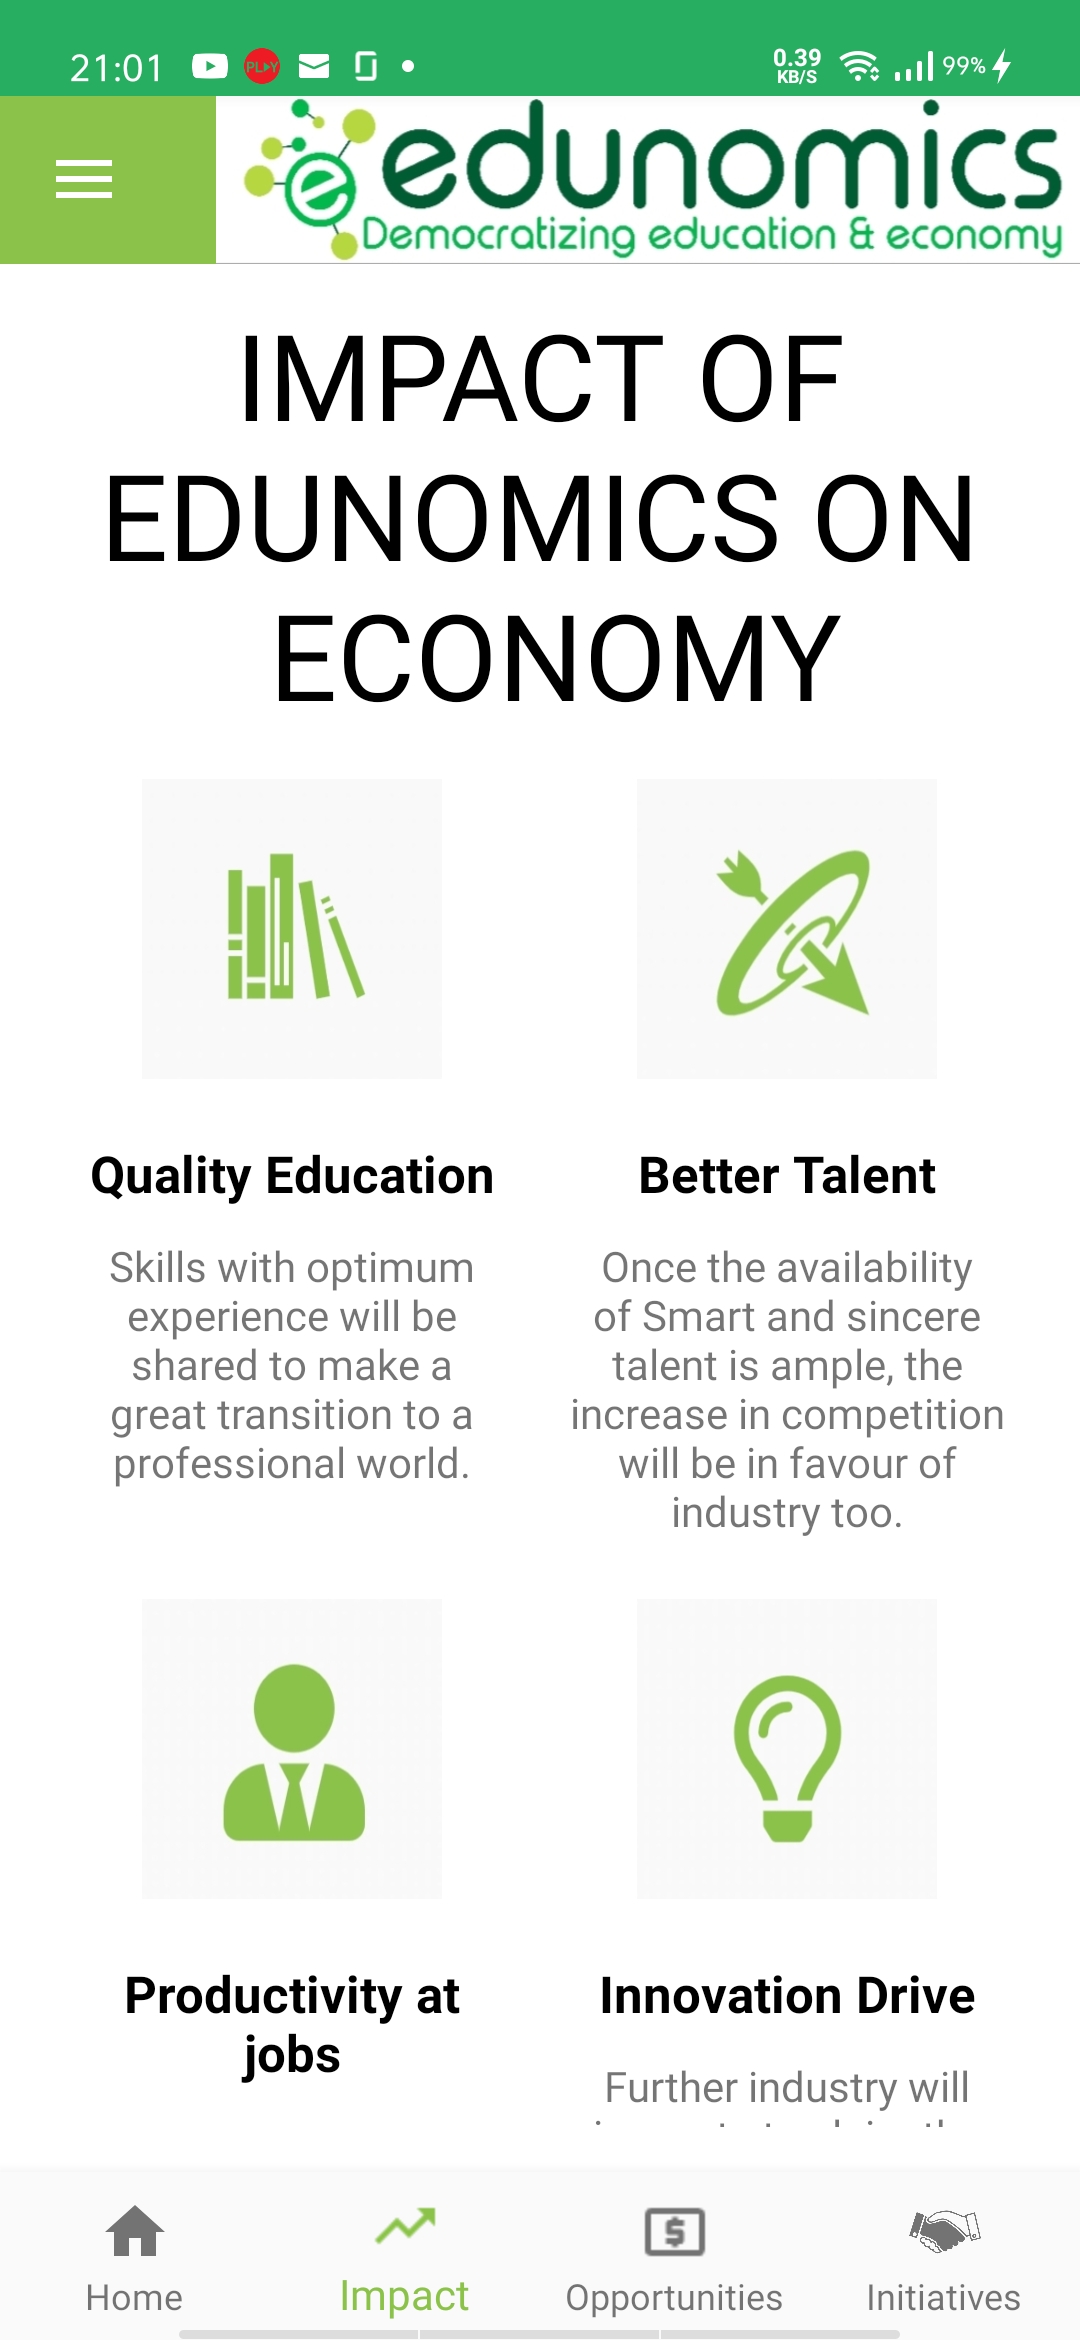 21:01
PLAY
0.39
KB/S
99%
edunomics
Democratizing education & economy
IMPACT OF
EDUNOMICS ON
ECONOMY
Quality Education
Skills with optimum
experience will be
shared to make a
great transition to a
professional world.
Better Talent
Once the availability
of Smart and sincere
talent is ample, the
increase in competition
will be in favour of
industry too.
Productivity at
jobs
Innovation Drive
Further industry will
Home
Impact
Opportunities
Initiatives